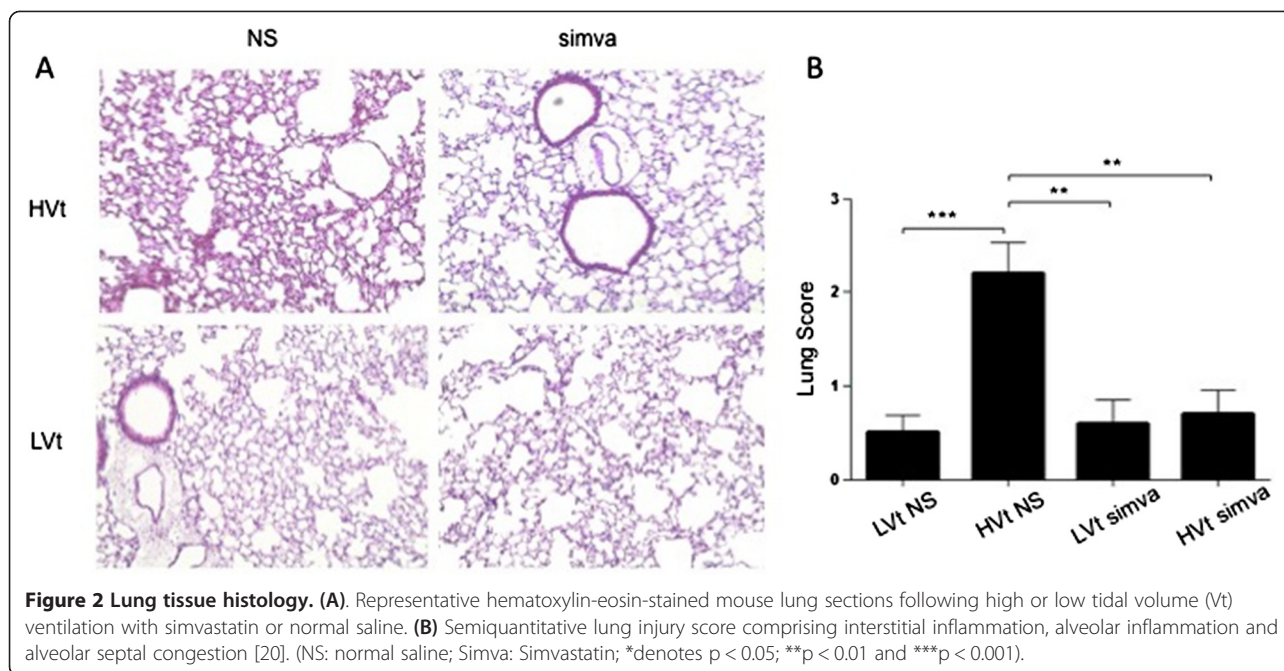 NS
simva
A
HVt
LVt
B
**
**
***
3
2
1
0
Lung Score
LVt NS
HVt NS
LVt simva
HVt simva
Figure 2 Lung tissue histology. (A). Representative hematoxylin-eosin-stained mouse lung sections following high or low tidal volume (Vt)
ventilation with simvastatin or normal saline. (B) Semiquantitative lung injury score comprising interstitial inflammation, alveolar inflammation and
alveolar septal congestion [20]. (NS: normal saline; Simva: Simvastatin; *denotes p < 0.05; **p < 0.01 and ***p < 0.001).